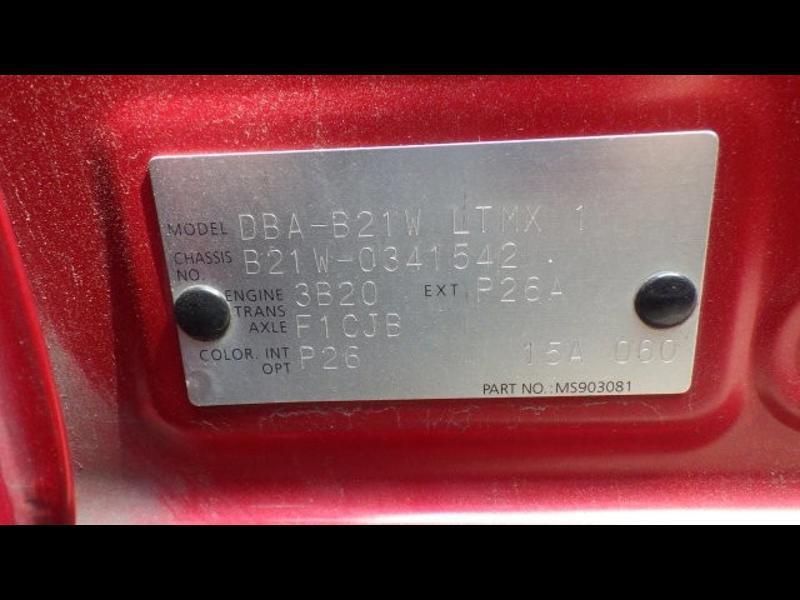 MODEL DBA-B21W LTMX 1
CHASSIS NO. B21W-0341542
ENGINE 3B20 EXT P26A
TRANS AXLE F1CJB
COLOR. INT OPT P26 15A 060
PART NO.: MS903081